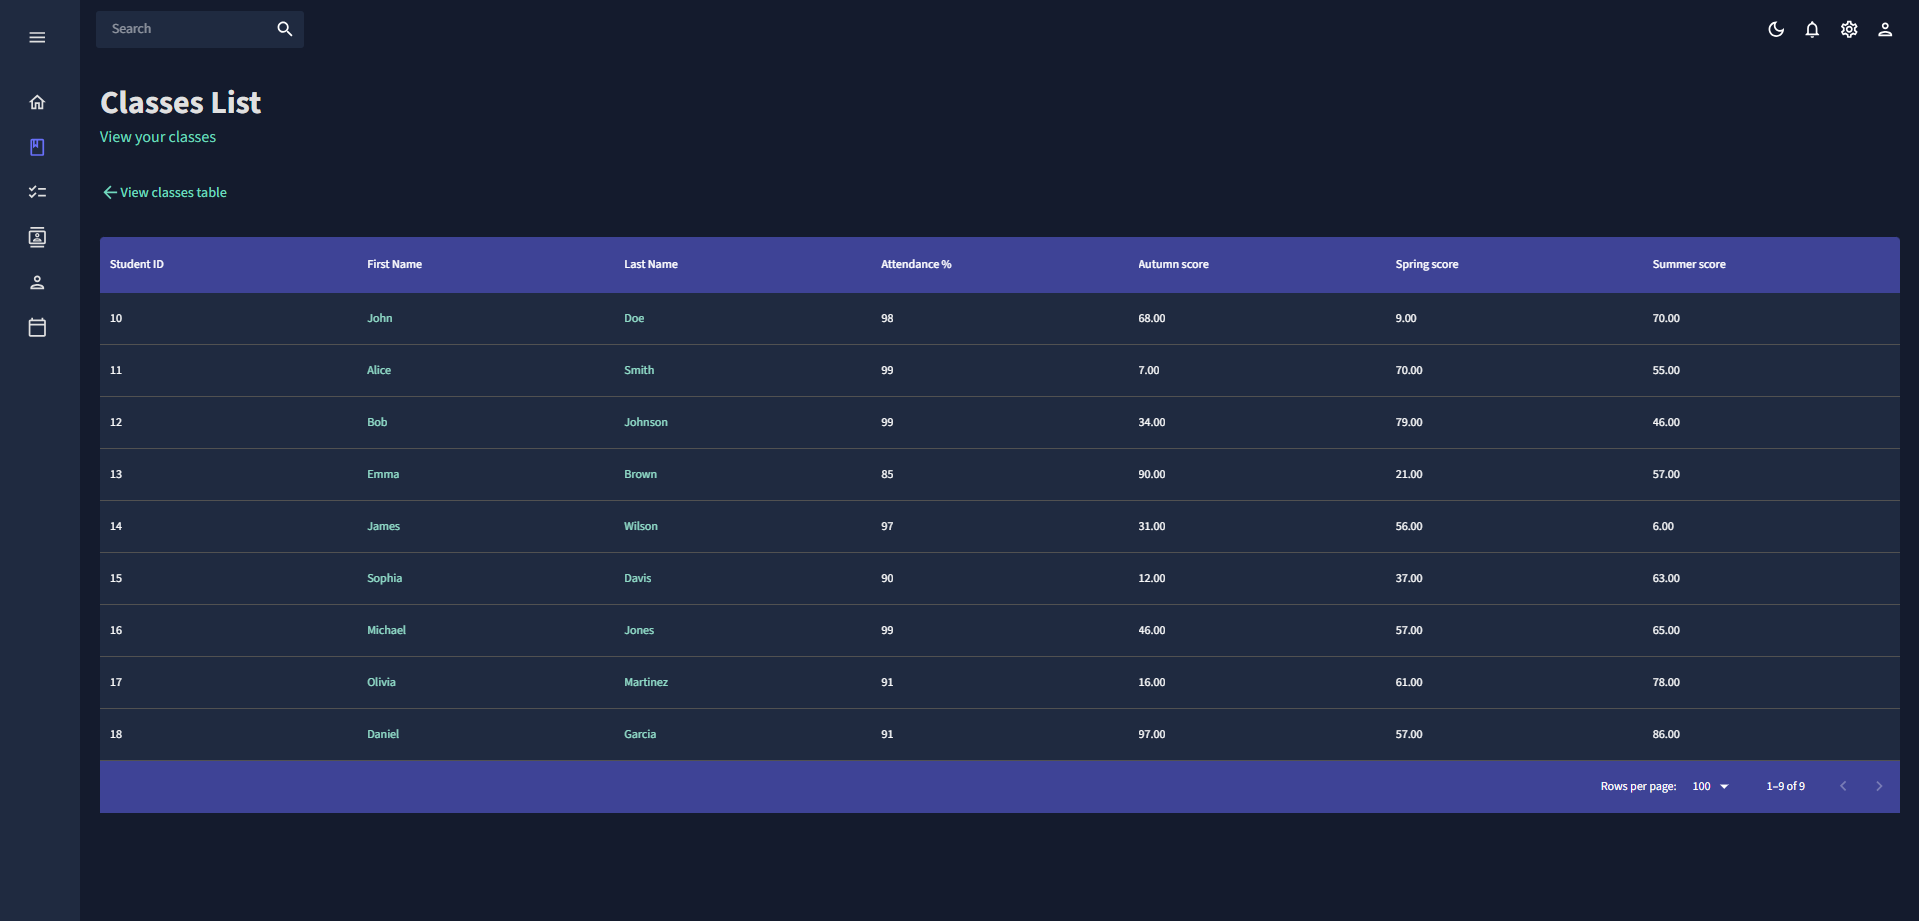 Search
Classes List
View your classes
View classes table
Student ID First Name Last Name Attendance % Autumn score Spring score Summer score
10 John Doe 98 68.00 9.00 70.00
11 Alice Smith 99 7.00 70.00 55.00
12 Bob Johnson 99 34.00 79.00 46.00
13 Emma Brown 85 90.00 21.00 57.00
14 James Wilson 97 31.00 56.00 6.00
15 Sophia Davis 90 12.00 37.00 63.00
16 Michael Jones 99 46.00 57.00 65.00
17 Olivia Martinez 91 16.00 61.00 78.00
18 Daniel Garcia 91 97.00 57.00 86.00
Rows per page: 100 1–9 of 9